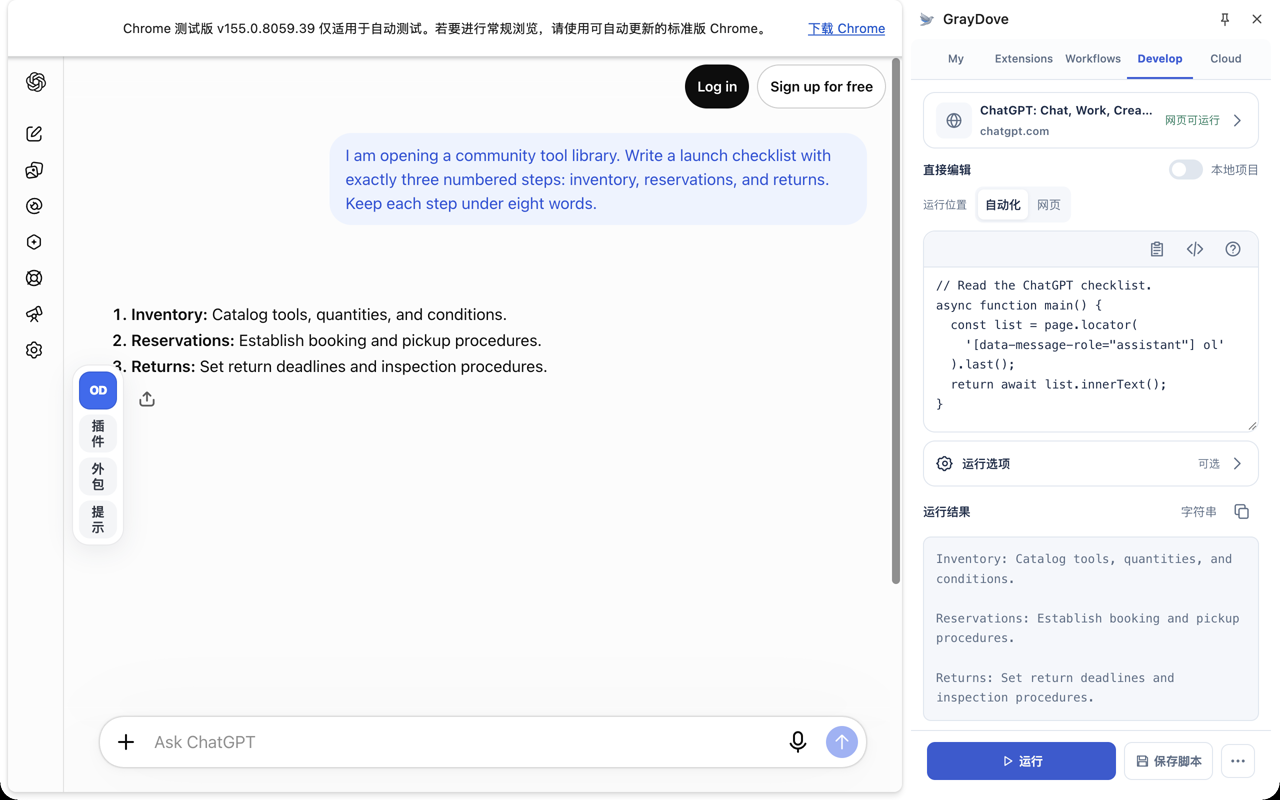 Chrome 测试版 v155.0.8059.39 仅适用于自动测试。若要进行常规浏览，请使用可自动更新的标准版 Chrome。 下载 Chrome
Log in
Sign up for free
I am opening a community tool library. Write a launch checklist with
exactly three numbered steps: inventory, reservations, and returns.
Keep each step under eight words.
1. Inventory: Catalog tools, quantities, and conditions.
2. Reservations: Establish booking and pickup procedures.
3. Returns: Set return deadlines and inspection procedures.
OD
插
件
外
包
提
示
Ask ChatGPT
GrayDove
My Extensions Workflows Develop Cloud
ChatGPT: Chat, Work, Crea...
chatgpt.com
网页可运行
直接编辑 本地项目
运行位置 自动化 网页
// Read the ChatGPT checklist.
async function main() {
  const list = page.locator(
    '[data-message-role="assistant"] ol'
  ).last();
  return await list.innerText();
}
运行选项 可选
运行结果 字符串
Inventory: Catalog tools, quantities, and
conditions.
Reservations: Establish booking and pickup
procedures.
Returns: Set return deadlines and
inspection procedures.
运行 保存脚本